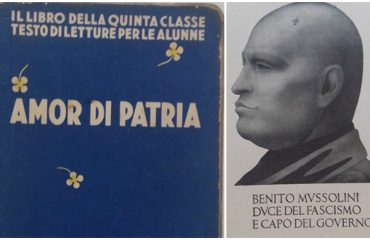 IL LIBRO DELLA QUINTA CLASSE
TESTO DI LETTURE PER LE ALUNNE
AMOR DI PATRIA
BENITO MVSSOLINI
DVCE DEL FASCISMO
E CAPO DEL GOVERNO